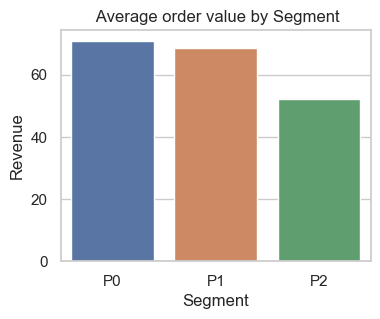 Average order value by Segment
Revenue
60
40
20
0
P0 P1 P2
Segment